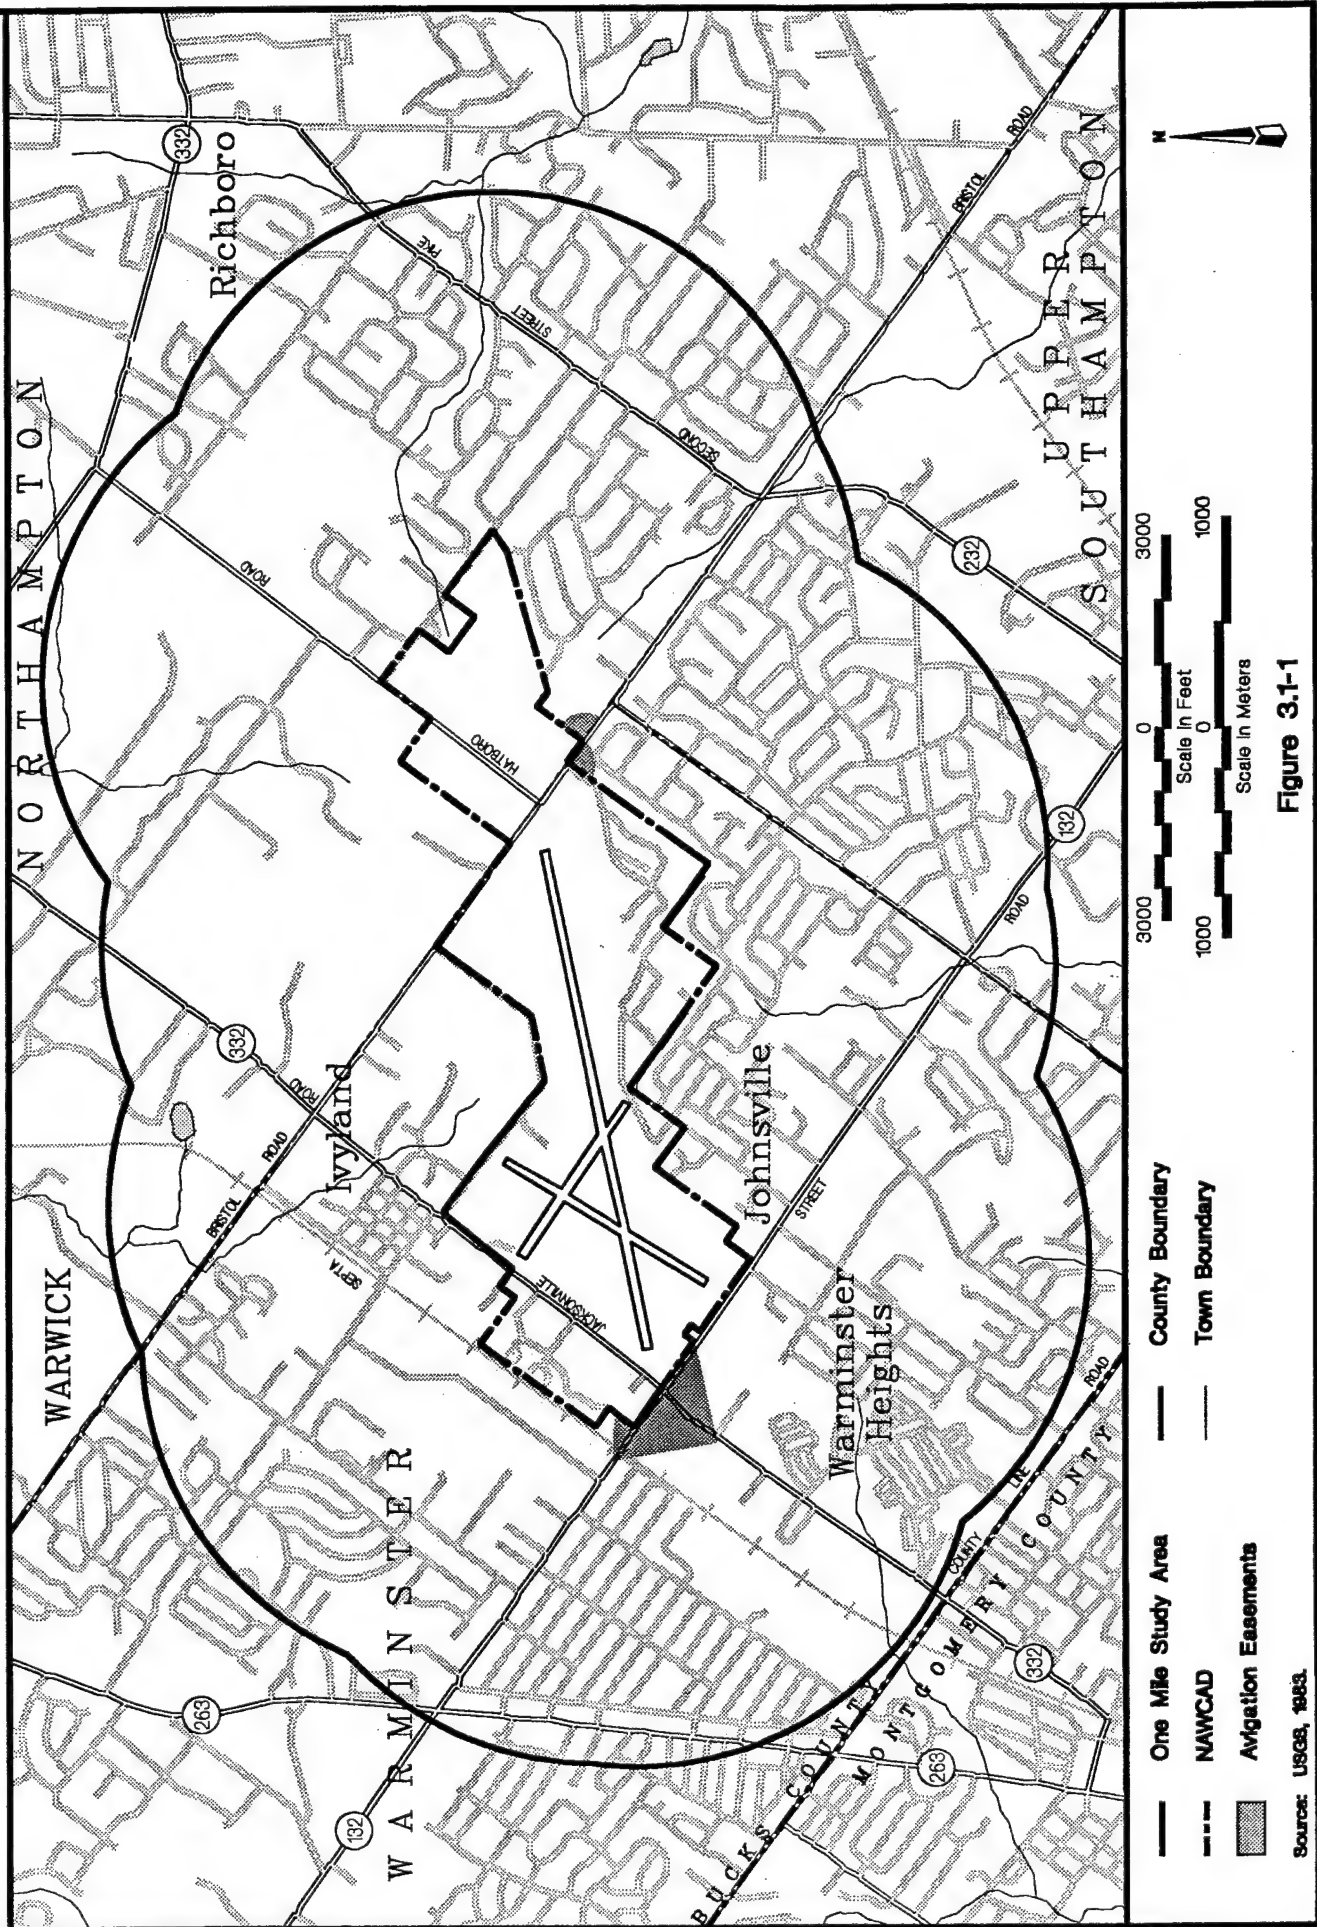 NORTHAMPTON
WARWICK
332
Richboro
PIKE
STREET
SECOND
ROAD
HATBORO
332
ROAD
Ivyland
BRISTOL
ROAD
SEPTA
JACKSONVILLE
WARMINSTER
263
132
BRISTOL
ROAD
UPPER
SOUTHAMPTON
232
132
ROAD
Johnsville
STREET
Warminster
Heights
ROAD
LINE
COUNTY
BUCKS COUNTY
MONTGOMERY COUNTY
332
263
One Mile Study Area
NAWCAD
Avigation Easements
County Boundary
Town Boundary
Source: USGS, 1983.
3000 0 3000
Scale In Feet
1000 0 1000
Scale In Meters
N
Figure 3.1-1